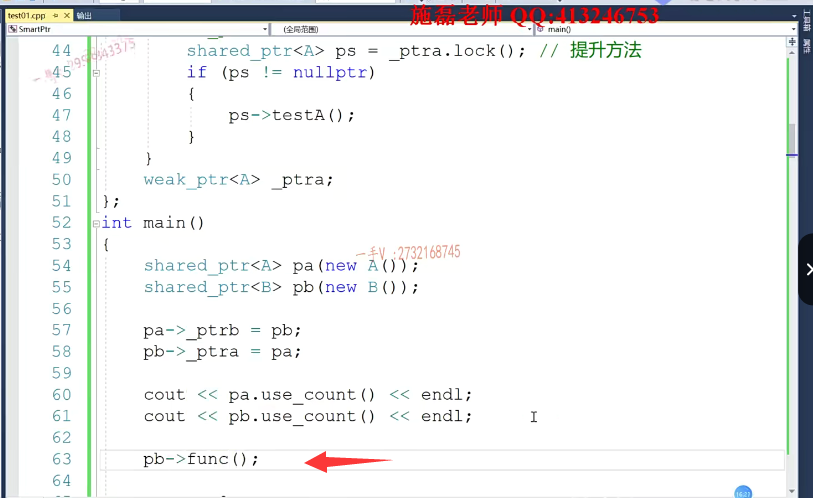 施磊老师 QQ:413246753
test01.cpp 输出
SmartPtr (全局范围) main()
44 shared_ptr<A> ps = _ptra.lock(); // 提升方法
45 if (ps != nullptr)
46 {
47 ps->testA();
48 }
49 }
50 weak_ptr<A> _ptra;
51 };
52 int main()
53 {
一手V :2732168745
54 shared_ptr<A> pa(new A());
55 shared_ptr<B> pb(new B());
56
57 pa->_ptrb = pb;
58 pb->_ptra = pa;
59
60 cout << pa.use_count() << endl;
61 cout << pb.use_count() << endl;
62
63 pb->func();
64
16:21